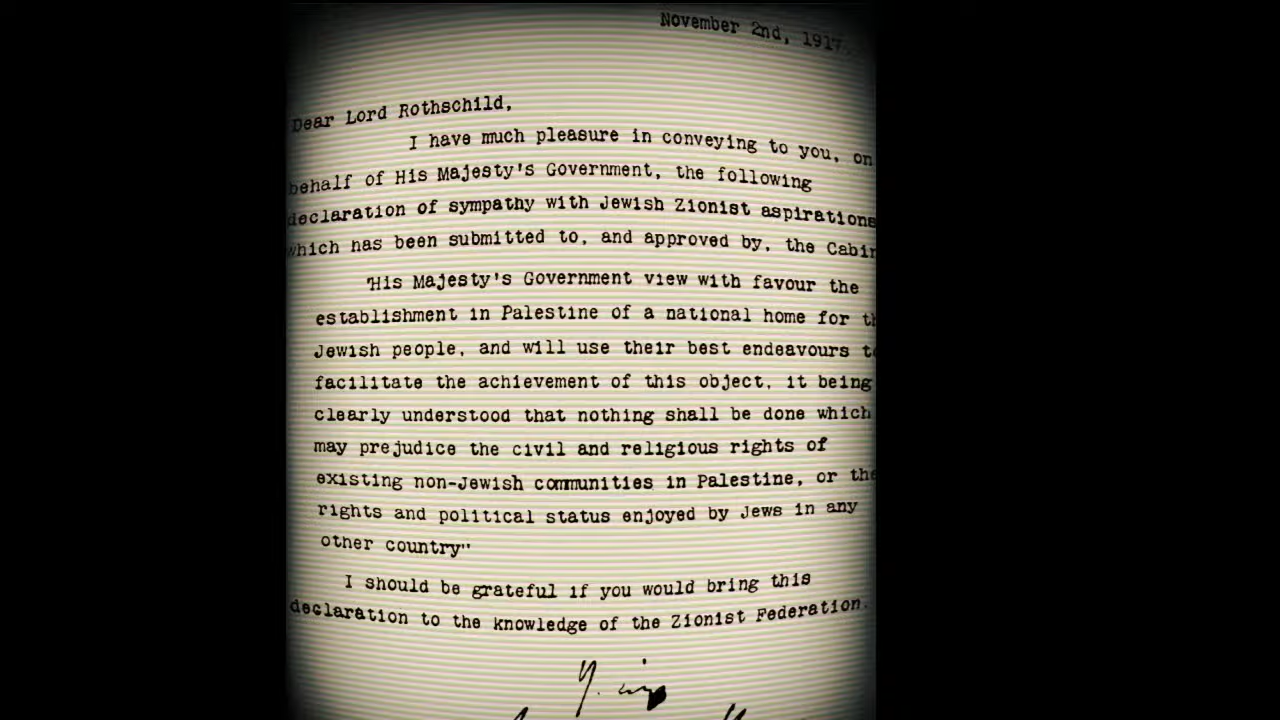 November 2nd, 1917.
Dear Lord Rothschild,
I have much pleasure in conveying to you, on
behalf of His Majesty's Government, the following
declaration of sympathy with Jewish Zionist aspirations
which has been submitted to, and approved by, the Cabin
"His Majesty's Government view with favour the
establishment in Palestine of a national home for th
Jewish people, and will use their best endeavours to
facilitate the achievement of this object, it being
clearly understood that nothing shall be done which
may prejudice the civil and religious rights of
existing non-Jewish communities in Palestine, or the
rights and political status enjoyed by Jews in any
other country"
I should be grateful if you would bring this
declaration to the knowledge of the Zionist Federation.